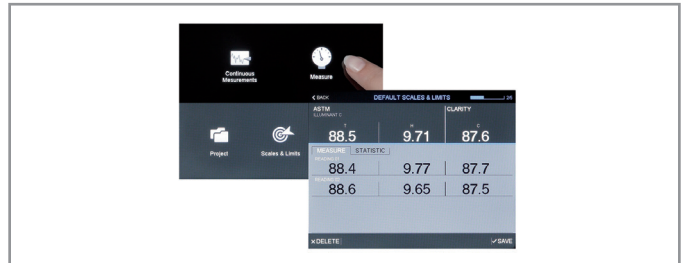 Continuous
Mesurements
Measure
Project
Scales & Limits
< BACK
DEFAULT SCALES & LIMITS
2/6
ASTM
ILLUMINANT C
CLARITY
T
H
C
88.5
9.71
87.6
MEASURE
STATISTIC
88.4
9.77
87.7
88.6
9.65
87.5
× DELETE
✓ SAVE